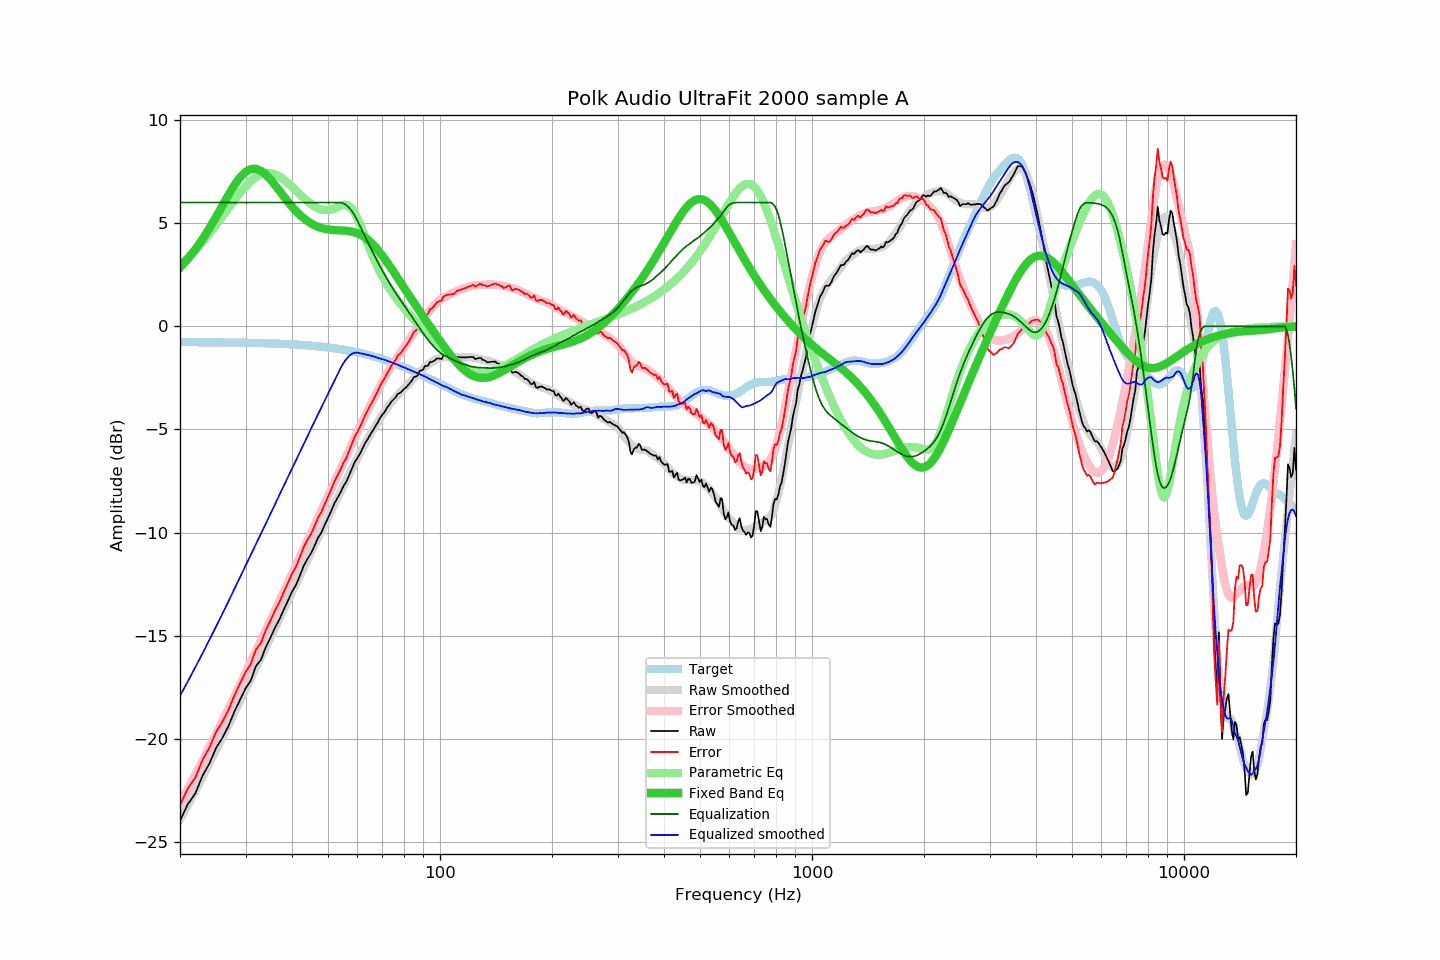 Polk Audio UltraFit 2000 sample A
10
5
0
−5
−10
−15
−20
−25
Amplitude (dBr)
Target
Raw Smoothed
Error Smoothed
Raw
Error
Parametric Eq
Fixed Band Eq
Equalization
Equalized smoothed
100
1000
10000
Frequency (Hz)